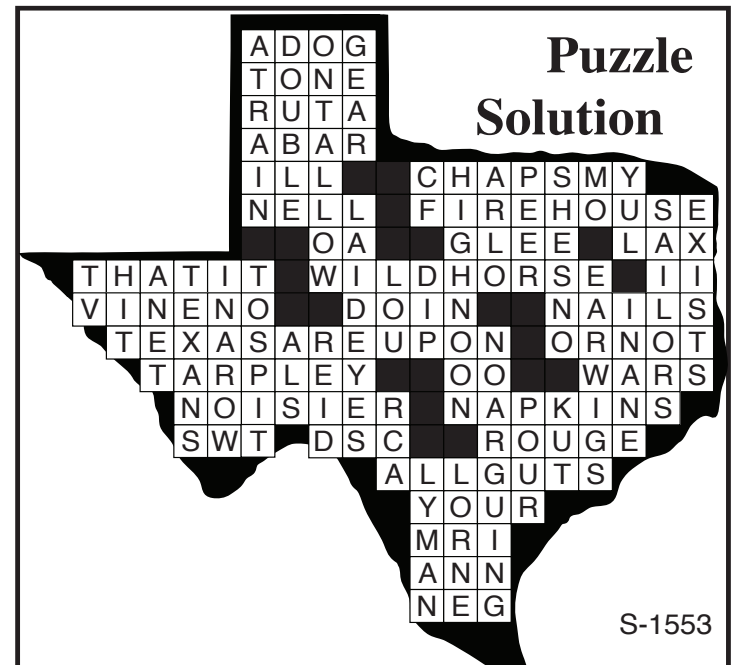 Puzzle
Solution
ADOG
TONE
RUTA
ABAR
ILL CHAPSMY
NELL FIREHOUSE
OA GLEE LAX
THATIT WILDHORSE II
VINENO DOIN NAILS
TEXASAREUPON ORNOT
TARPLEY OO WARS
NOISIER NAPKINS
SWT DSC ROUGE
ALLGUTS
YOUR
MRI
ANN
NEG
S-1553